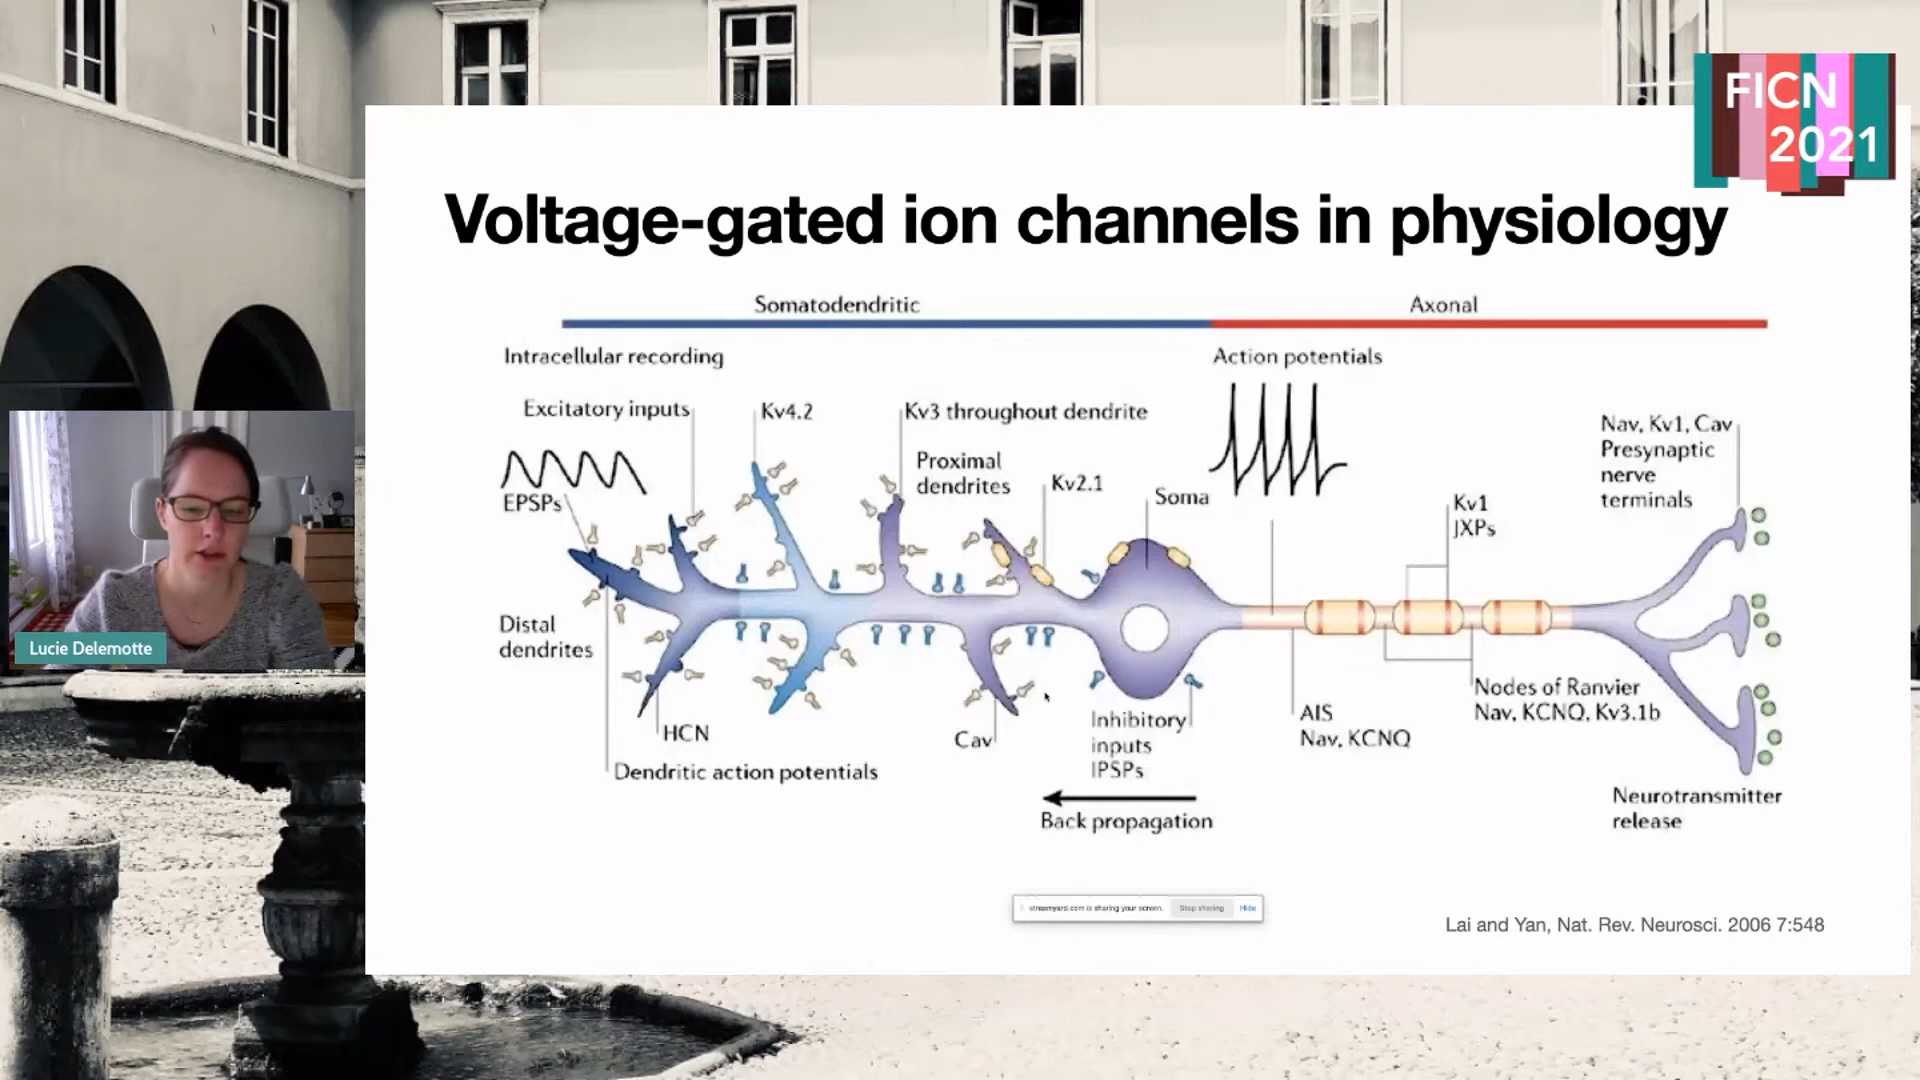 FICN
2021
Voltage-gated ion channels in physiology
Somatodendritic
Axonal
Intracellular recording
Action potentials
Excitatory inputs
Kv4.2
Kv3 throughout dendrite
Nav, Kv1, Cav
Presynaptic
nerve
terminals
Proximal
dendrites
Kv2.1
Soma
EPSPs
Kv1
JXPs
Distal
dendrites
Lucie Delemotte
HCN
Cav
Inhibitory
inputs
IPSPs
AIS
Nav, KCNQ
Nodes of Ranvier
Nav, KCNQ, Kv3.1b
Dendritic action potentials
Back propagation
Neurotransmitter
release
streamyard.com is sharing your screen.
Stop sharing
Hide
Lai and Yan, Nat. Rev. Neurosci. 2006 7:548